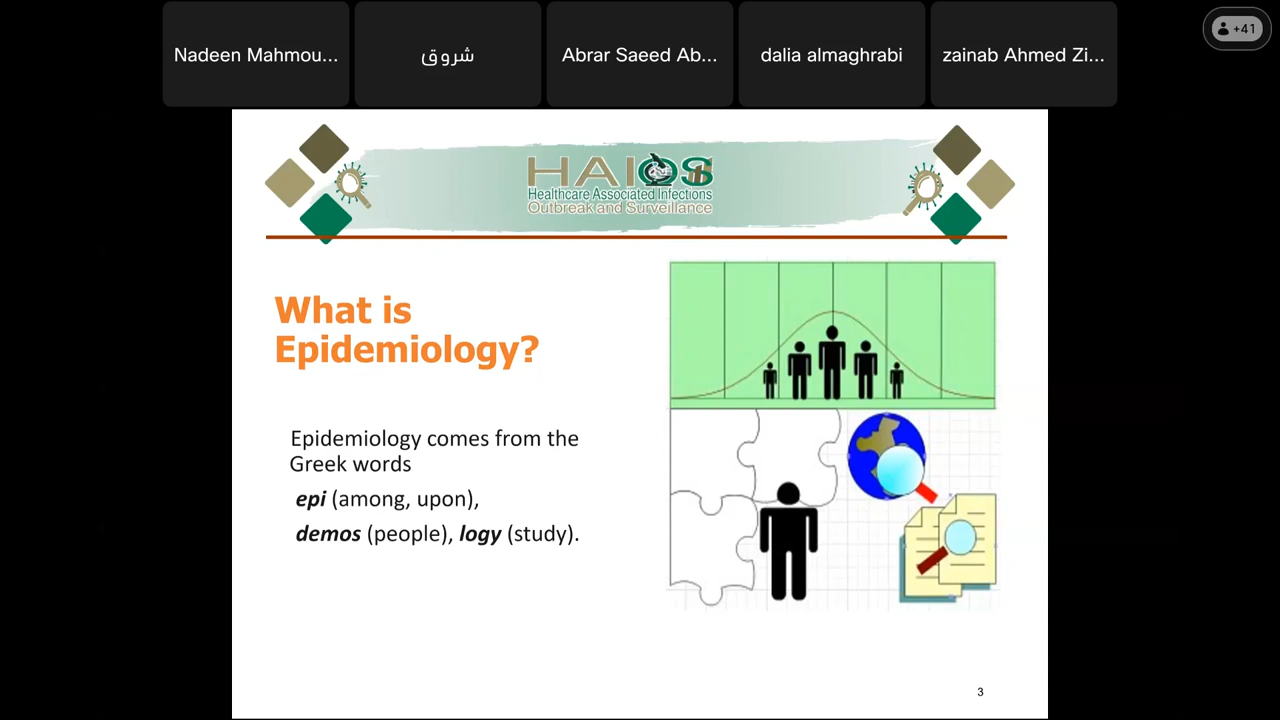 Nadeen Mahmou...
شروق
Abrar Saeed Ab...
dalia almaghrabi
zainab Ahmed Zi...
+41
HAIOS
Healthcare Associated Infections
Outbreak and Surveillance
What is
Epidemiology?
Epidemiology comes from the
Greek words
epi (among, upon),
demos (people), logy (study).
3